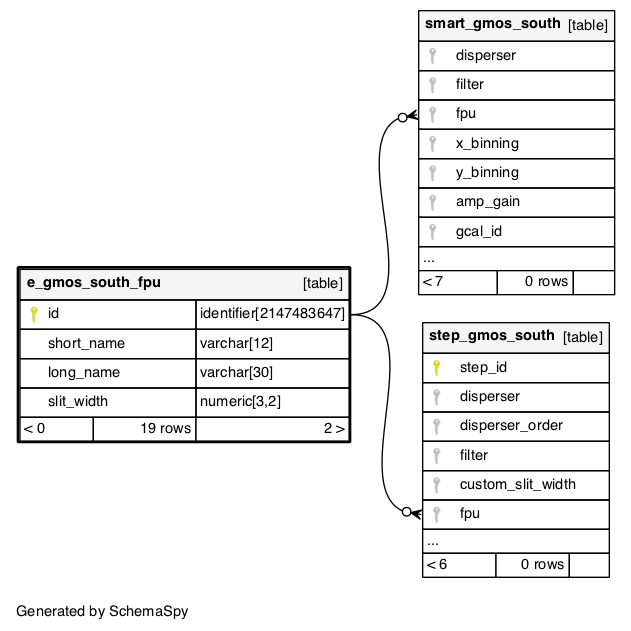 smart_gmos_south [table]
disperser
filter
fpu
x_binning
y_binning
amp_gain
gcal_id
...
< 7 0 rows
e_gmos_south_fpu [table]
id identifier[2147483647]
short_name varchar[12]
long_name varchar[30]
slit_width numeric[3,2]
< 0 19 rows 2 >
step_gmos_south [table]
step_id
disperser
disperser_order
filter
custom_slit_width
fpu
...
< 6 0 rows
Generated by SchemaSpy